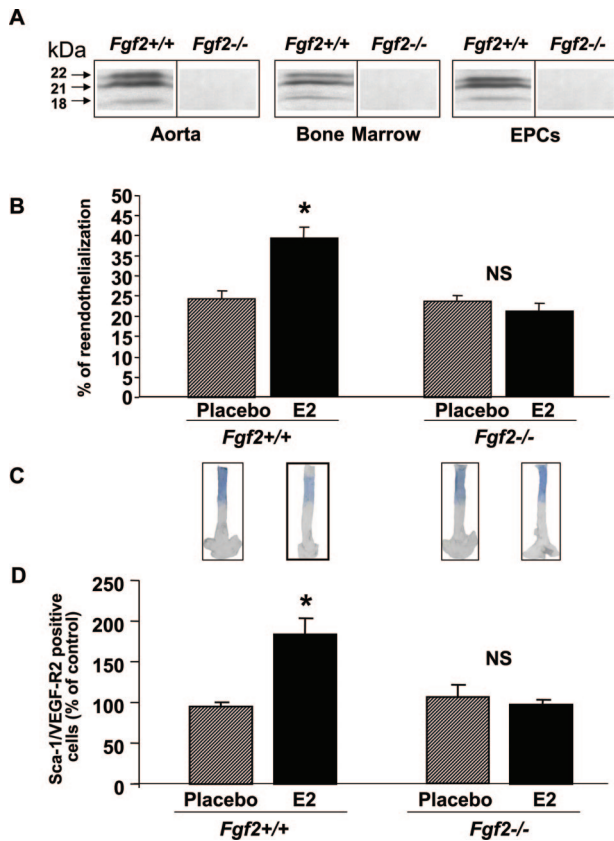 A
kDa Fgf2+/+ Fgf2-/- Fgf2+/+ Fgf2-/- Fgf2+/+ Fgf2-/-
22
21
18
Aorta Bone Marrow EPCs
B
% of reendothelialization
50
45
40
35
30
25
20
15
10
5
0
*
NS
Placebo E2 Placebo E2
Fgf2+/+ Fgf2-/-
C
D
Sca-1/VEGF-R2 positive
cells (% of control)
250
200
150
100
50
0
*
NS
Placebo E2 Placebo E2
Fgf2+/+ Fgf2-/-